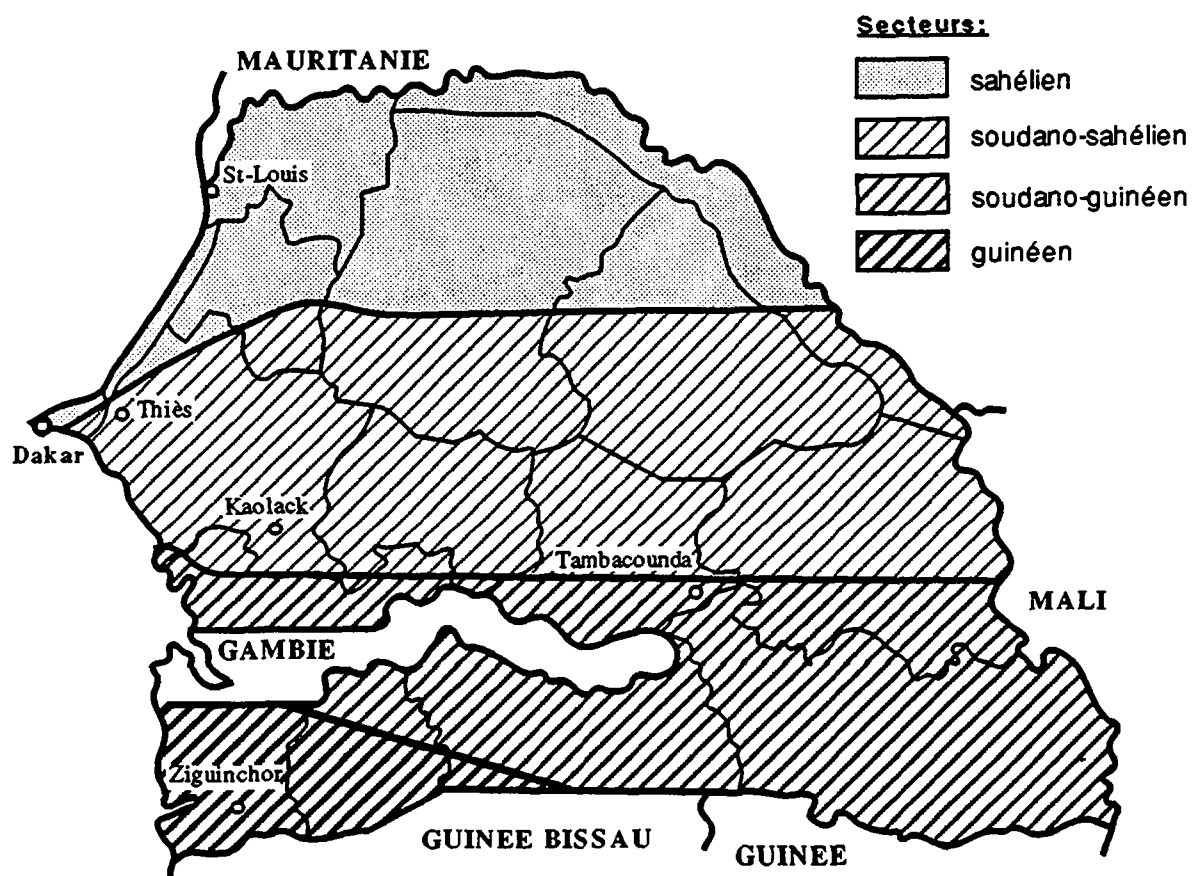 Secteurs:
sahélien
soudano-sahélien
soudano-guinéen
guinéen
MAURITANIE
St-Louis
Thiès
Dakar
Kaolack
Tambacounda
MALI
GAMBIE
Ziguinchor
GUINEE BISSAU
GUINEE